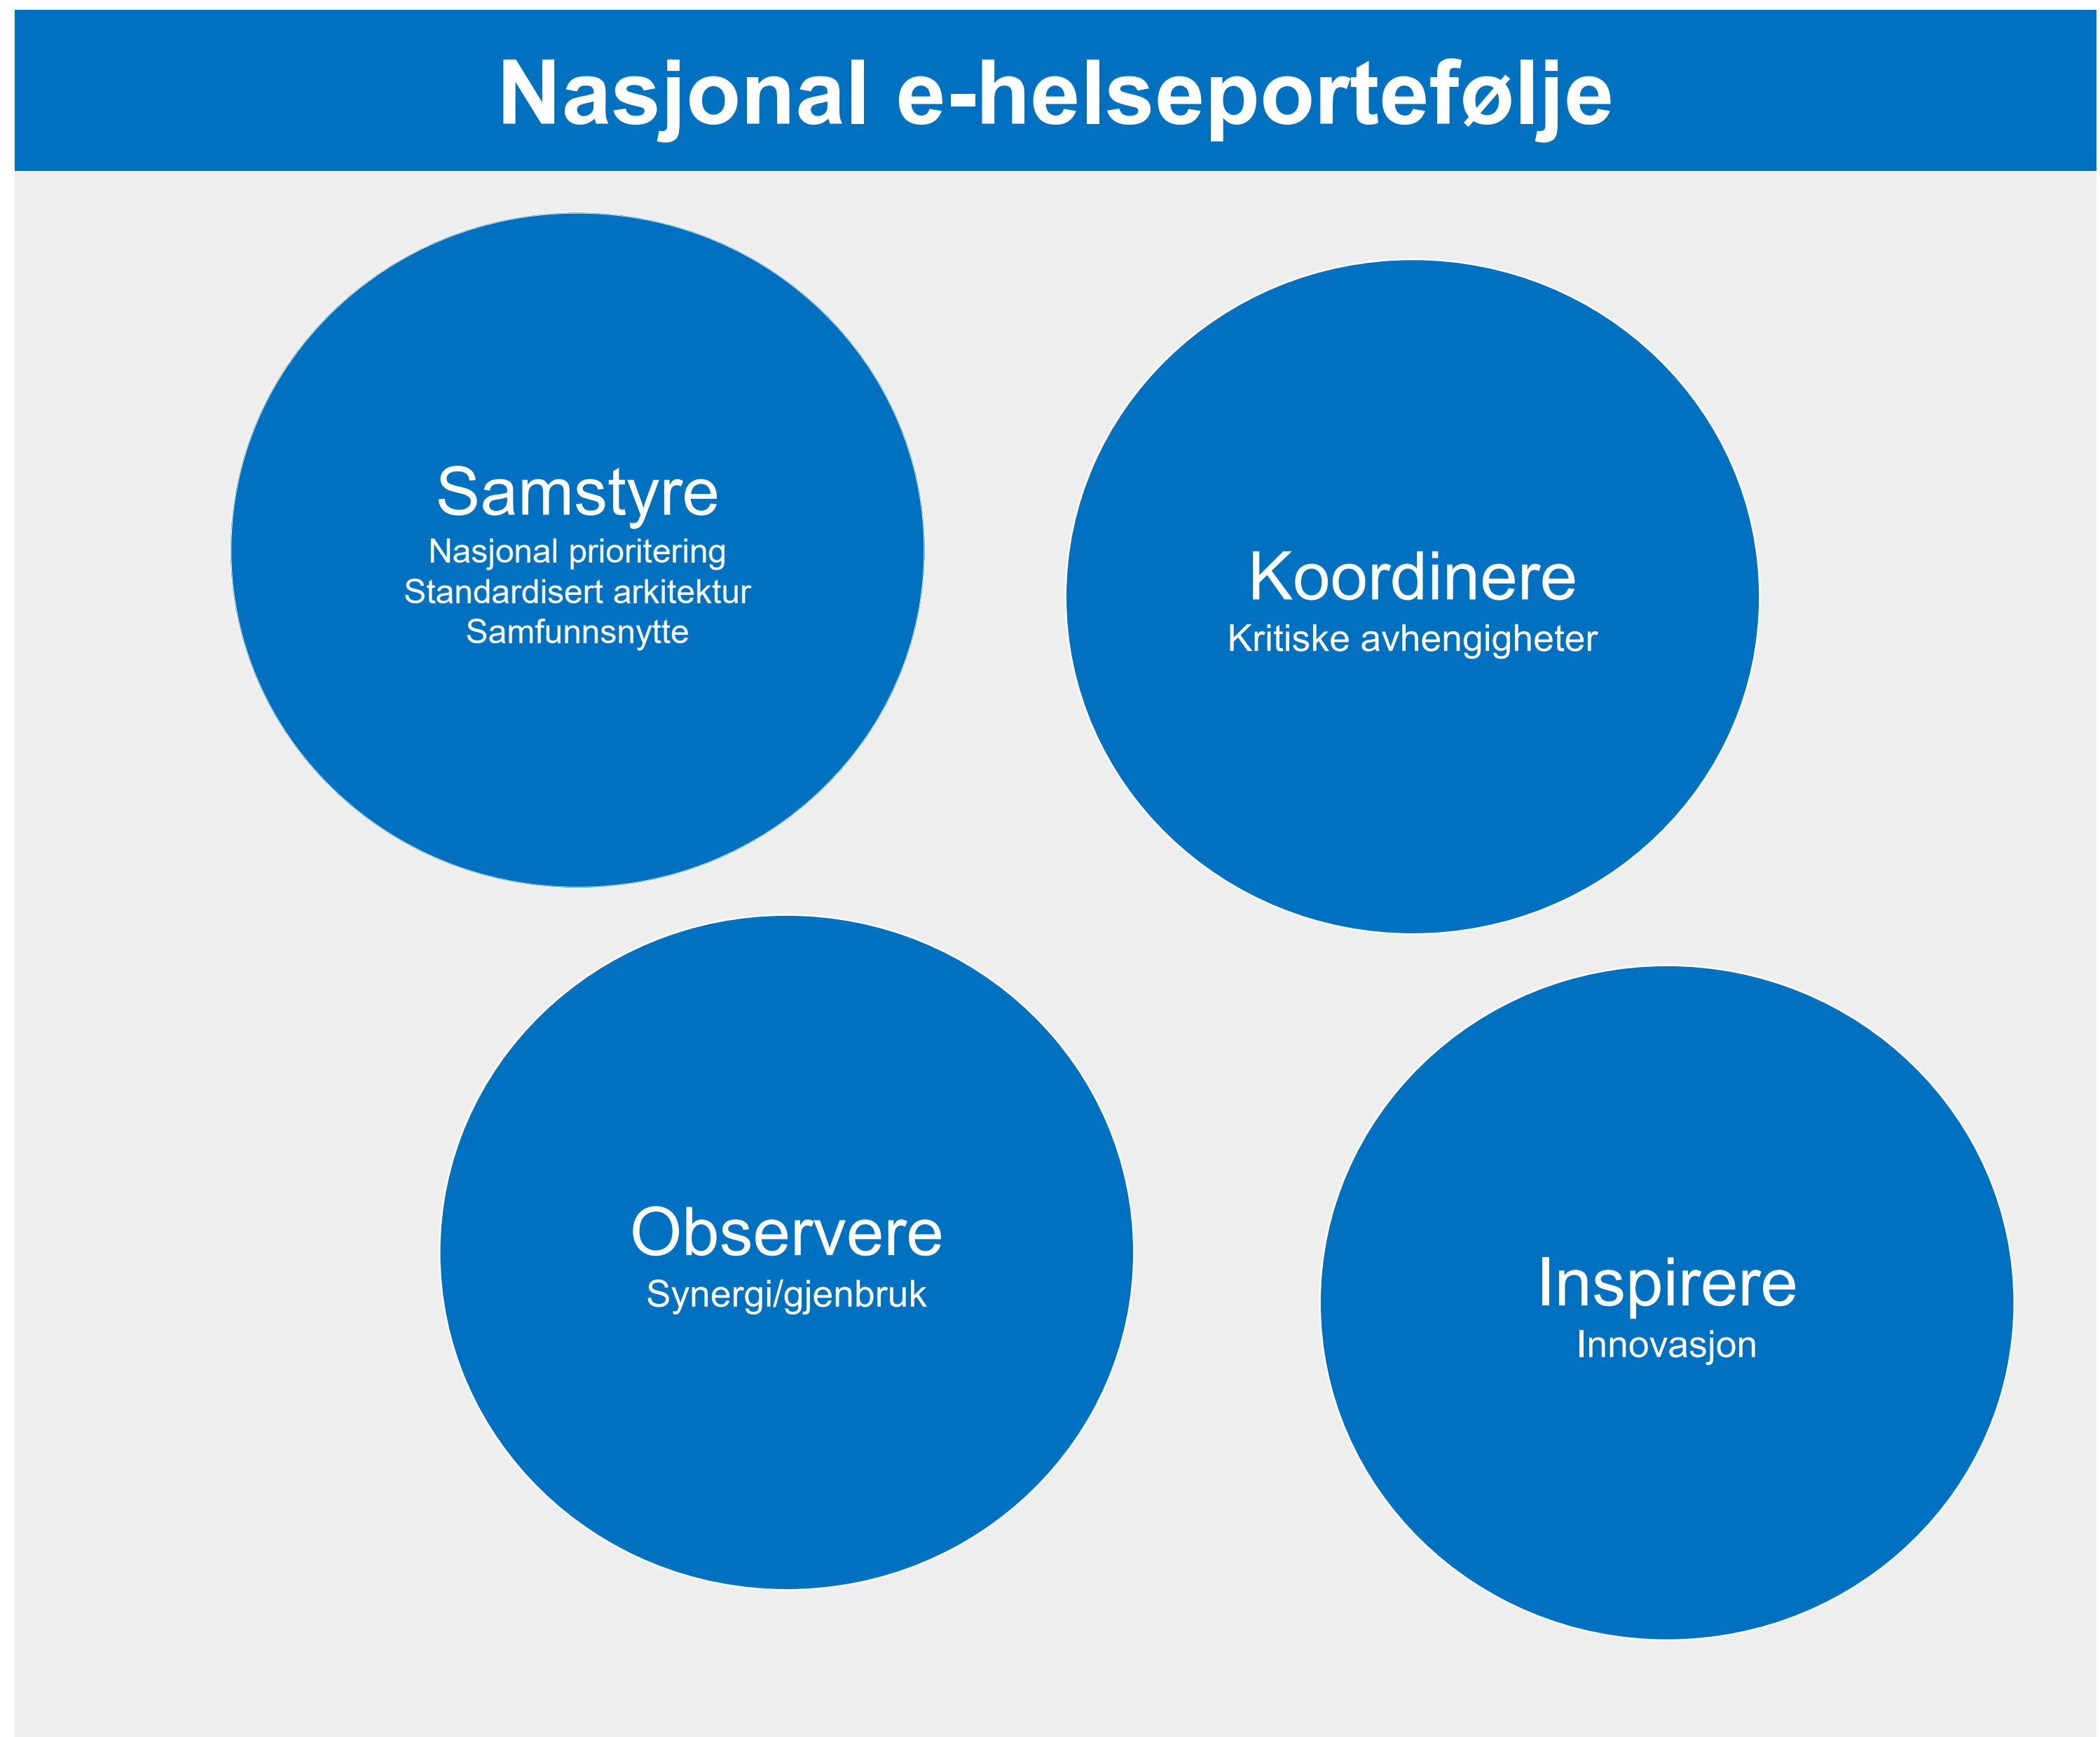 Nasjonal e-helseportefølje
Samstyre
Nasjonal prioritering
Standardisert arkitektur
Samfunnsnytte
Koordinere
Kritiske avhengigheter
Observere
Synergi/gjenbruk
Inspirere
Innovasjon